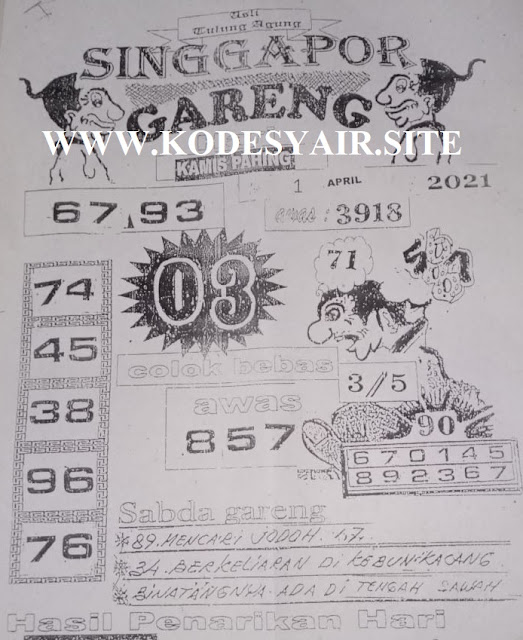 Asli
Tulung Agung
SINGGAPOR
GARENG
WWW.KODESYAIR.SITE
KAMIS PAHING
1 APRIL 2021
67 93
3918
74
45
38
96
76
03
71
colok bebas
3/5
awas
857
90
670145
892367
Sabda gareng
* 89. MENCARI JODOH 47.
* 34. BERKELIARAN DI KEBUN KACANG
* BINATANGNYA ADA DI TENGAH SAWAH
Hasil Penarikan Hari